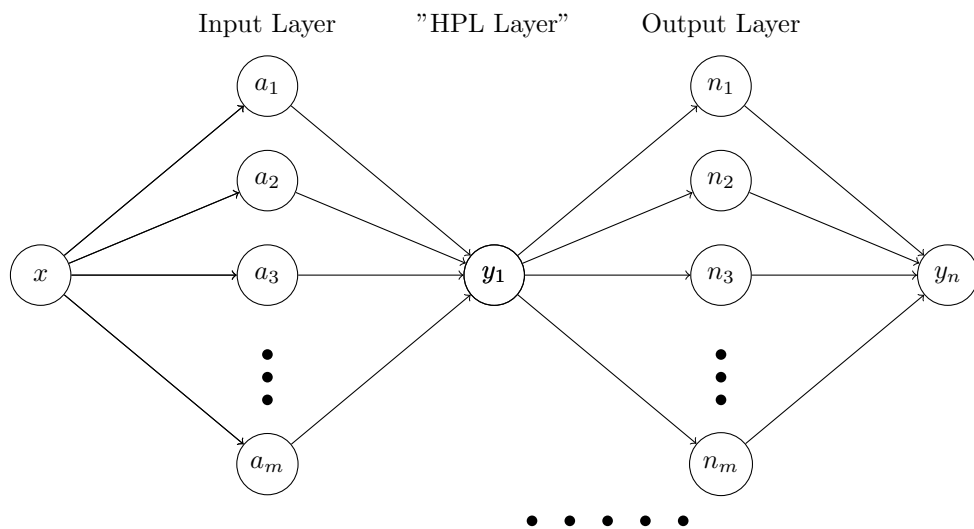 Input Layer ”HPL Layer” Output Layer
a₁ n₁
a₂ n₂
x a₃ y₁ n₃ yₙ
aₘ nₘ